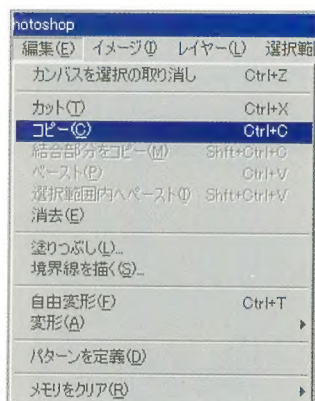 hotoshop
編集(E) イメージ(I) レイヤー(L) 選択範
カンバスを選択の取り消し Ctrl+Z
カット(T) Ctrl+X
コピー(C) Ctrl+C
結合部分をコピー(M) Shft+Ctrl+C
ペースト(P) Ctrl+V
選択範囲内へペースト(I) Shft+Ctrl+V
消去(E)
塗りつぶし(L)...
境界線を描く(S)...
自由変形(F) Ctrl+T
変形(A)
パターンを定義(D)
メモリをクリア(R)